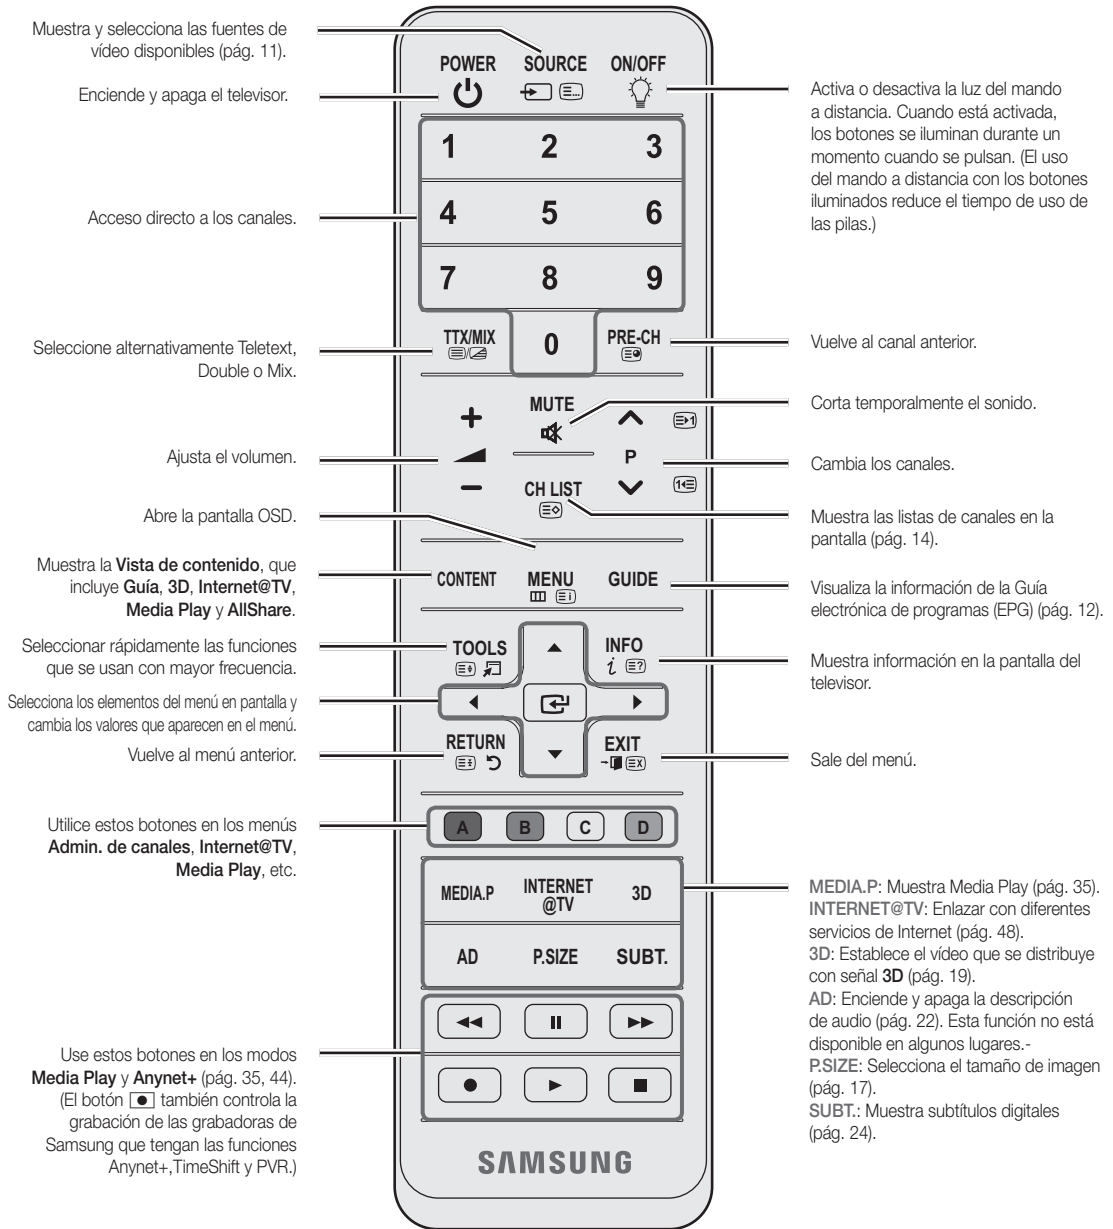 Muestra y selecciona las fuentes de
vídeo disponibles (pág. 11).
Enciende y apaga el televisor.
Acceso directo a los canales.
Seleccione alternativamente Teletext,
Double o Mix.
Ajusta el volumen.
Abre la pantalla OSD.
Muestra la Vista de contenido, que
incluye Guía, 3D, Internet@TV,
Media Play y AllShare.
Seleccionar rápidamente las funciones
que se usan con mayor frecuencia.
Selecciona los elementos del menú en pantalla y
cambia los valores que aparecen en el menú.
Vuelve al menú anterior.
Utilice estos botones en los menús
Admin. de canales, Internet@TV,
Media Play, etc.
Use estos botones en los modos
Media Play y Anynet+ (pág. 35, 44).
(El botón también controla la
grabación de las grabadoras de
Samsung que tengan las funciones
Anynet+,TimeShift y PVR.)
POWER SOURCE ON/OFF
1 2 3
4 5 6
7 8 9
TTX/MIX 0 PRE-CH
+ MUTE
P
− CH LIST
CONTENT MENU GUIDE
TOOLS INFO
RETURN EXIT
A B C D
MEDIA.P INTERNET
@TV 3D
AD P.SIZE SUBT.
SAMSUNG
Activa o desactiva la luz del mando
a distancia. Cuando está activada,
los botones se iluminan durante un
momento cuando se pulsan. (El uso
del mando a distancia con los botones
iluminados reduce el tiempo de uso de
las pilas.)
Vuelve al canal anterior.
Corta temporalmente el sonido.
Cambia los canales.
Muestra las listas de canales en la
pantalla (pág. 14).
Visualiza la información de la Guía
electrónica de programas (EPG) (pág. 12).
Muestra información en la pantalla del
televisor.
Sale del menú.
MEDIA.P: Muestra Media Play (pág. 35).
INTERNET@TV: Enlazar con diferentes
servicios de Internet (pág. 48).
3D: Establece el vídeo que se distribuye
con señal 3D (pág. 19).
AD: Enciende y apaga la descripción
de audio (pág. 22). Esta función no está
disponible en algunos lugares.-
P.SIZE: Selecciona el tamaño de imagen
(pág. 17).
SUBT.: Muestra subtítulos digitales
(pág. 24).